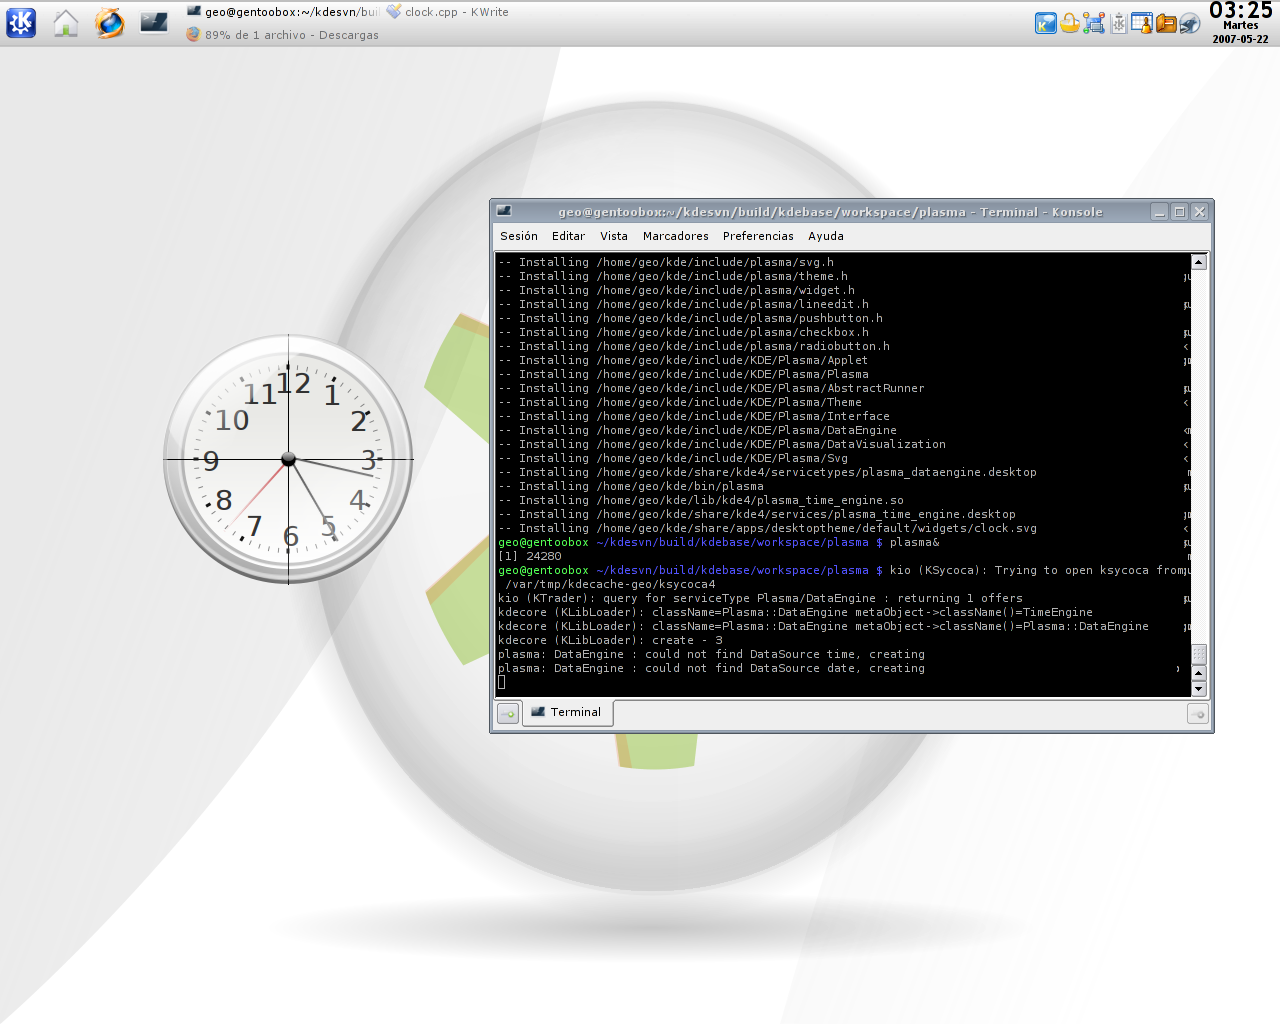 geo@gentoobox:~/kdesvn/bui
clock.cpp - KWrite
89% de 1 archivo - Descargas
03:25
Martes
2007-05-22
geo@gentoobox:~/kdesvn/build/kdebase/workspace/plasma - Terminal - Konsole
Sesión Editar Vista Marcadores Preferencias Ayuda
-- Installing /home/geo/kde/include/plasma/svg.h
-- Installing /home/geo/kde/include/plasma/theme.h
-- Installing /home/geo/kde/include/plasma/widget.h
-- Installing /home/geo/kde/include/plasma/lineedit.h
-- Installing /home/geo/kde/include/plasma/pushbutton.h
-- Installing /home/geo/kde/include/plasma/checkbox.h
-- Installing /home/geo/kde/include/plasma/radiobutton.h
-- Installing /home/geo/kde/include/KDE/Plasma/Applet
-- Installing /home/geo/kde/include/KDE/Plasma/Plasma
-- Installing /home/geo/kde/include/KDE/Plasma/AbstractRunner
-- Installing /home/geo/kde/include/KDE/Plasma/Theme
-- Installing /home/geo/kde/include/KDE/Plasma/Interface
-- Installing /home/geo/kde/include/KDE/Plasma/DataEngine
-- Installing /home/geo/kde/include/KDE/Plasma/DataVisualization
-- Installing /home/geo/kde/include/KDE/Plasma/Svg
-- Installing /home/geo/kde/share/kde4/servicetypes/plasma_dataengine.desktop
-- Installing /home/geo/kde/bin/plasma
-- Installing /home/geo/kde/lib/kde4/plasma_time_engine.so
-- Installing /home/geo/kde/share/kde4/services/plasma_time_engine.desktop
-- Installing /home/geo/kde/share/apps/desktoptheme/default/widgets/clock.svg
geo@gentoobox ~/kdesvn/build/kdebase/workspace/plasma $ plasma&
[1] 24280
geo@gentoobox ~/kdesvn/build/kdebase/workspace/plasma $ kio (KSycoca): Trying to open ksycoca from
/var/tmp/kdecache-geo/ksycoca4
kio (KTrader): query for serviceType Plasma/DataEngine : returning 1 offers
kdecore (KLibLoader): className=Plasma::DataEngine metaObject->className()=TimeEngine
kdecore (KLibLoader): className=Plasma::DataEngine metaObject->className()=Plasma::DataEngine
kdecore (KLibLoader): create - 3
plasma: DataEngine : could not find DataSource time, creating
plasma: DataEngine : could not find DataSource date, creating
Terminal
12
1
2
3
4
5
6
7
8
9
10
11